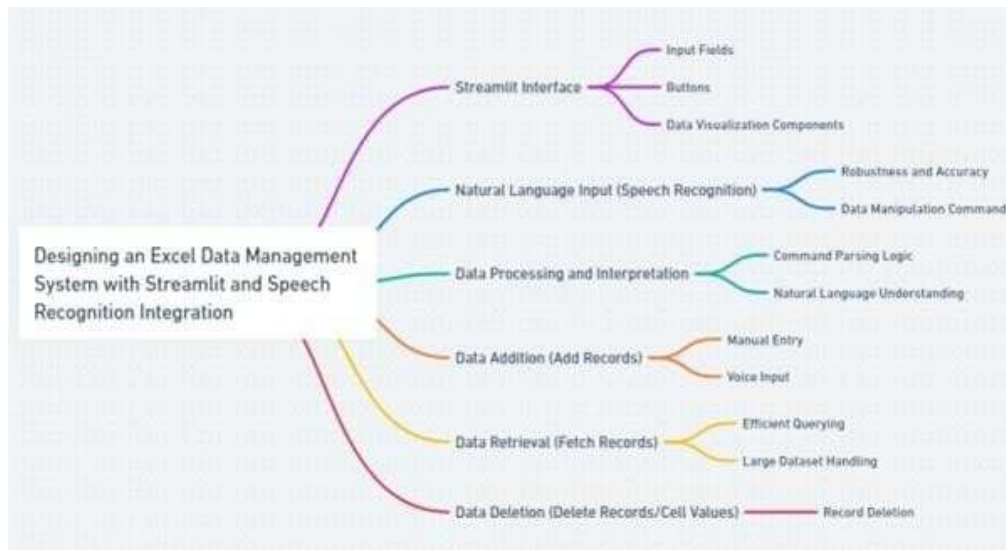 Designing an Excel Data Management
System with Streamlit and Speech
Recognition Integration
Streamlit Interface
Input Fields
Buttons
Data Visualization Components
Natural Language Input (Speech Recognition)
Robustness and Accuracy
Data Manipulation Command
Data Processing and Interpretation
Command Parsing Logic
Natural Language Understanding
Data Addition (Add Records)
Manual Entry
Voice Input
Data Retrieval (Fetch Records)
Efficient Querying
Large Dataset Handling
Data Deletion (Delete Records/Cell Values)
Record Deletion